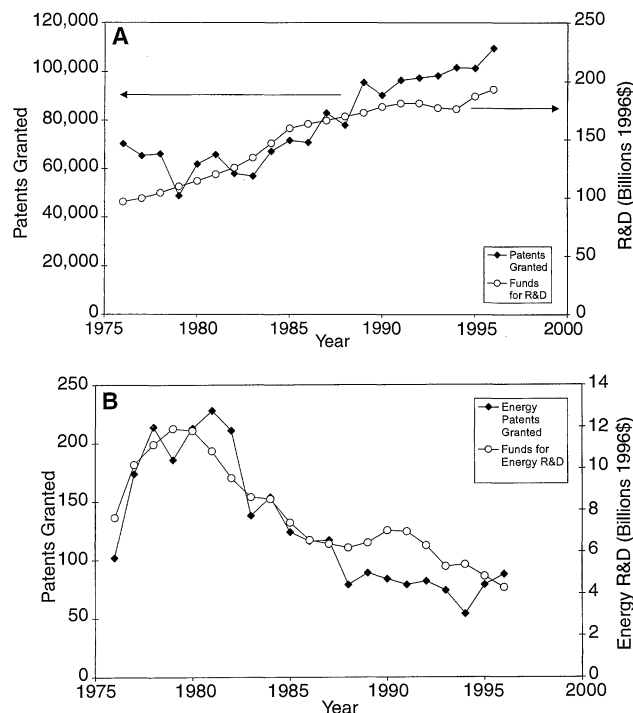 A
120,000
100,000
80,000
60,000
40,000
20,000
0
Patents Granted
250
200
150
100
50
0
R&D (Billions 1996$)
Patents
Granted
Funds
for R&D
1975
1980
1985
1990
1995
2000
Year
B
250
200
150
100
50
0
Patents Granted
14
12
10
8
6
4
2
0
Energy R&D (Billions 1996$)
Energy
Patents
Granted
Funds for
Energy R&D
1975
1980
1985
1990
1995
2000
Year